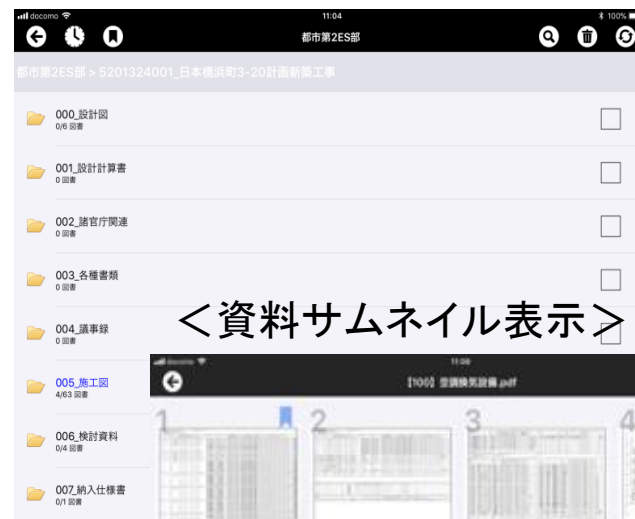 docomo 11:04 100%
都市第2ES部
都市第2ES部 > 5201324001_日本橋浜町3-20計画新築工事
000_設計図
0/6 図書
001_設計計算書
0 図書
002_諸官庁関連
0 図書
003_各種書類
0 図書
004_議事録
0 図書
005_施工図
4/63 図書
006_検討資料
0/4 図書
007_納入仕様書
0/1 図書
＜資料サムネイル表示＞
docomo 11:09
【100】空調換気設備.pdf
1 2 3 4